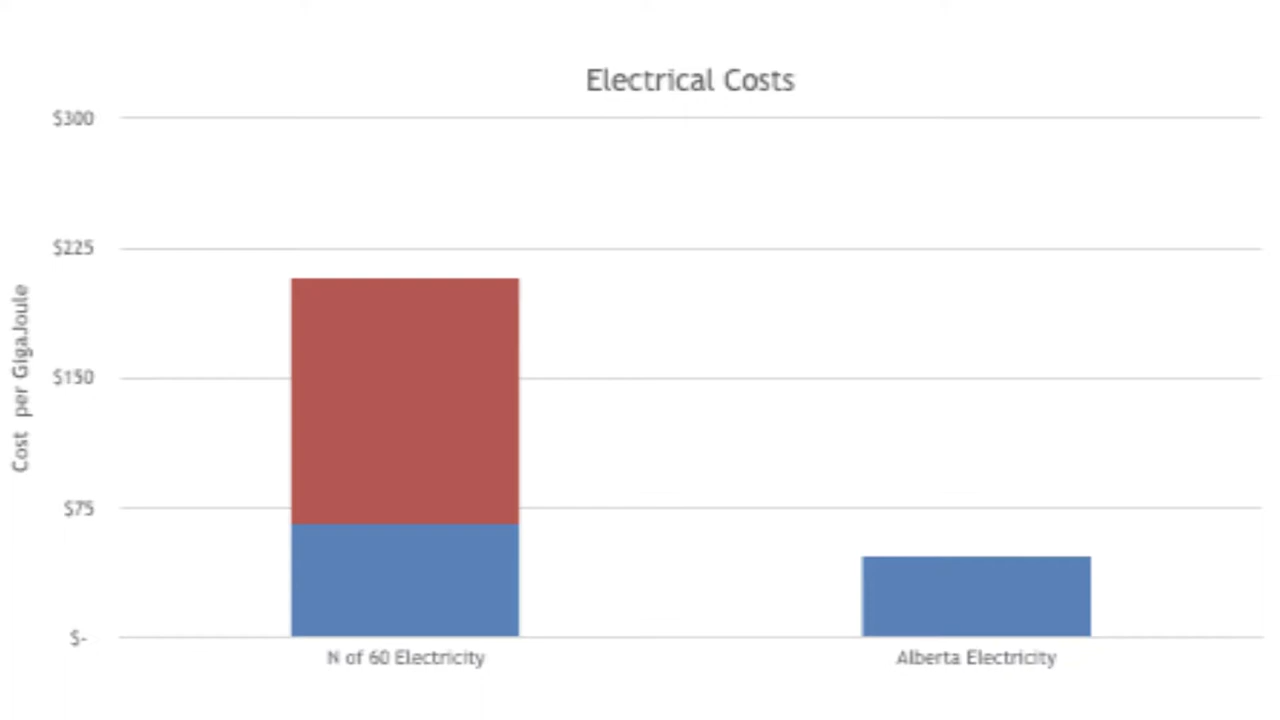 Electrical Costs
$300
$225
$150
$75
$-
Cost per GigaJoule
N of 60 Electricity
Alberta Electricity